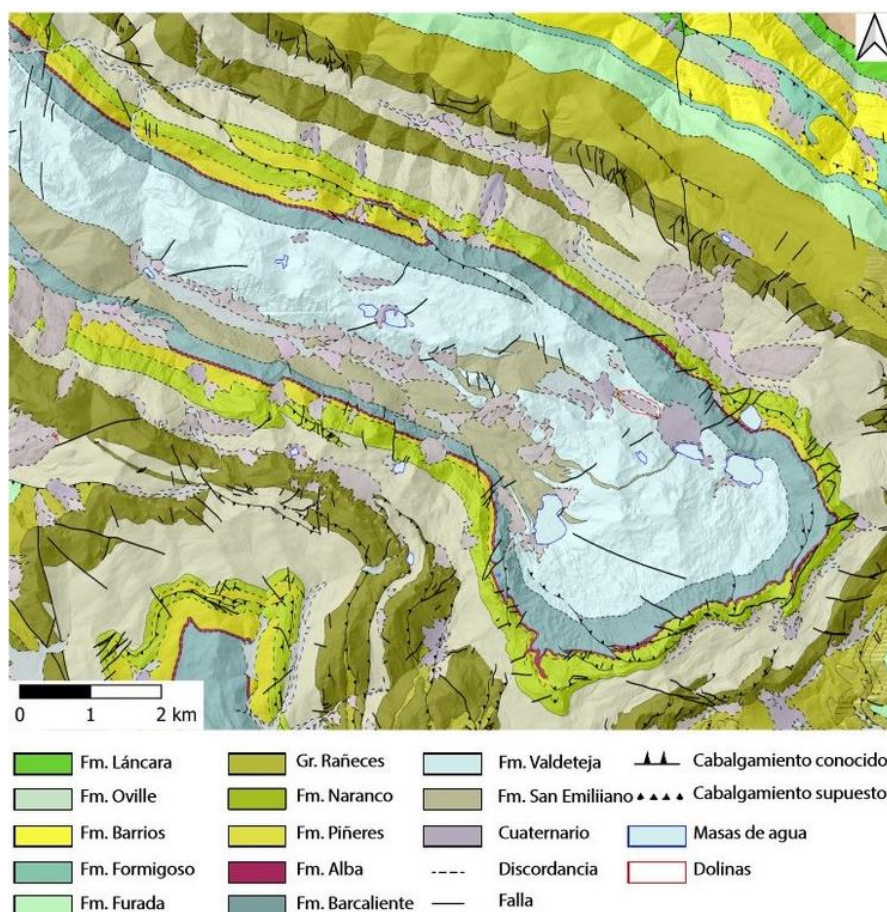 0 1 2 km
Fm. Láncara Gr. Rañeces Fm. Valdeteja Cabalgamiento conocido
Fm. Oville Fm. Naranco Fm. San Emiliiano Cabalgamiento supuesto
Fm. Barrios Fm. Piñeres Cuaternario Masas de agua
Fm. Formigoso Fm. Alba Discordancia Dolinas
Fm. Furada Fm. Barcaliente Falla